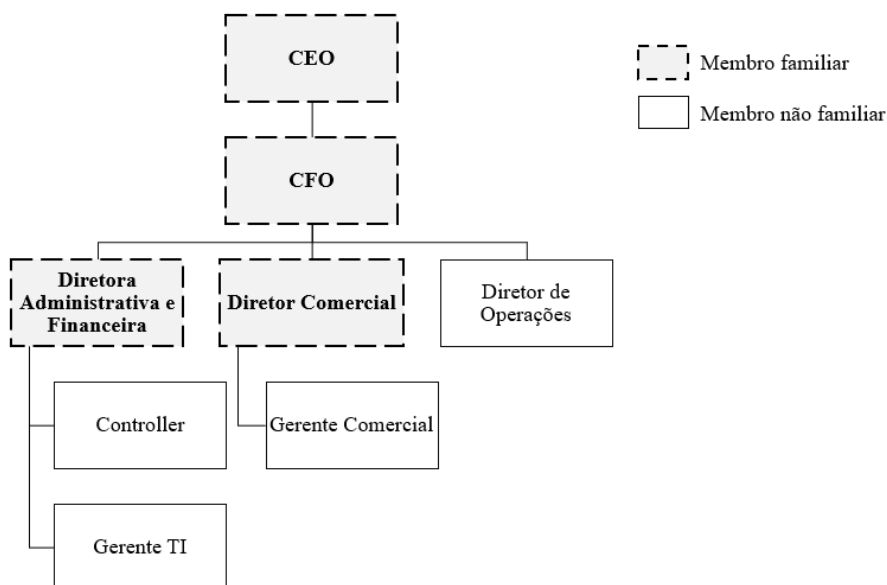 CEO
Membro familiar
Membro não familiar
CFO
Diretora
Administrativa e
Financeira
Diretor Comercial
Diretor de
Operações
Controller
Gerente Comercial
Gerente TI